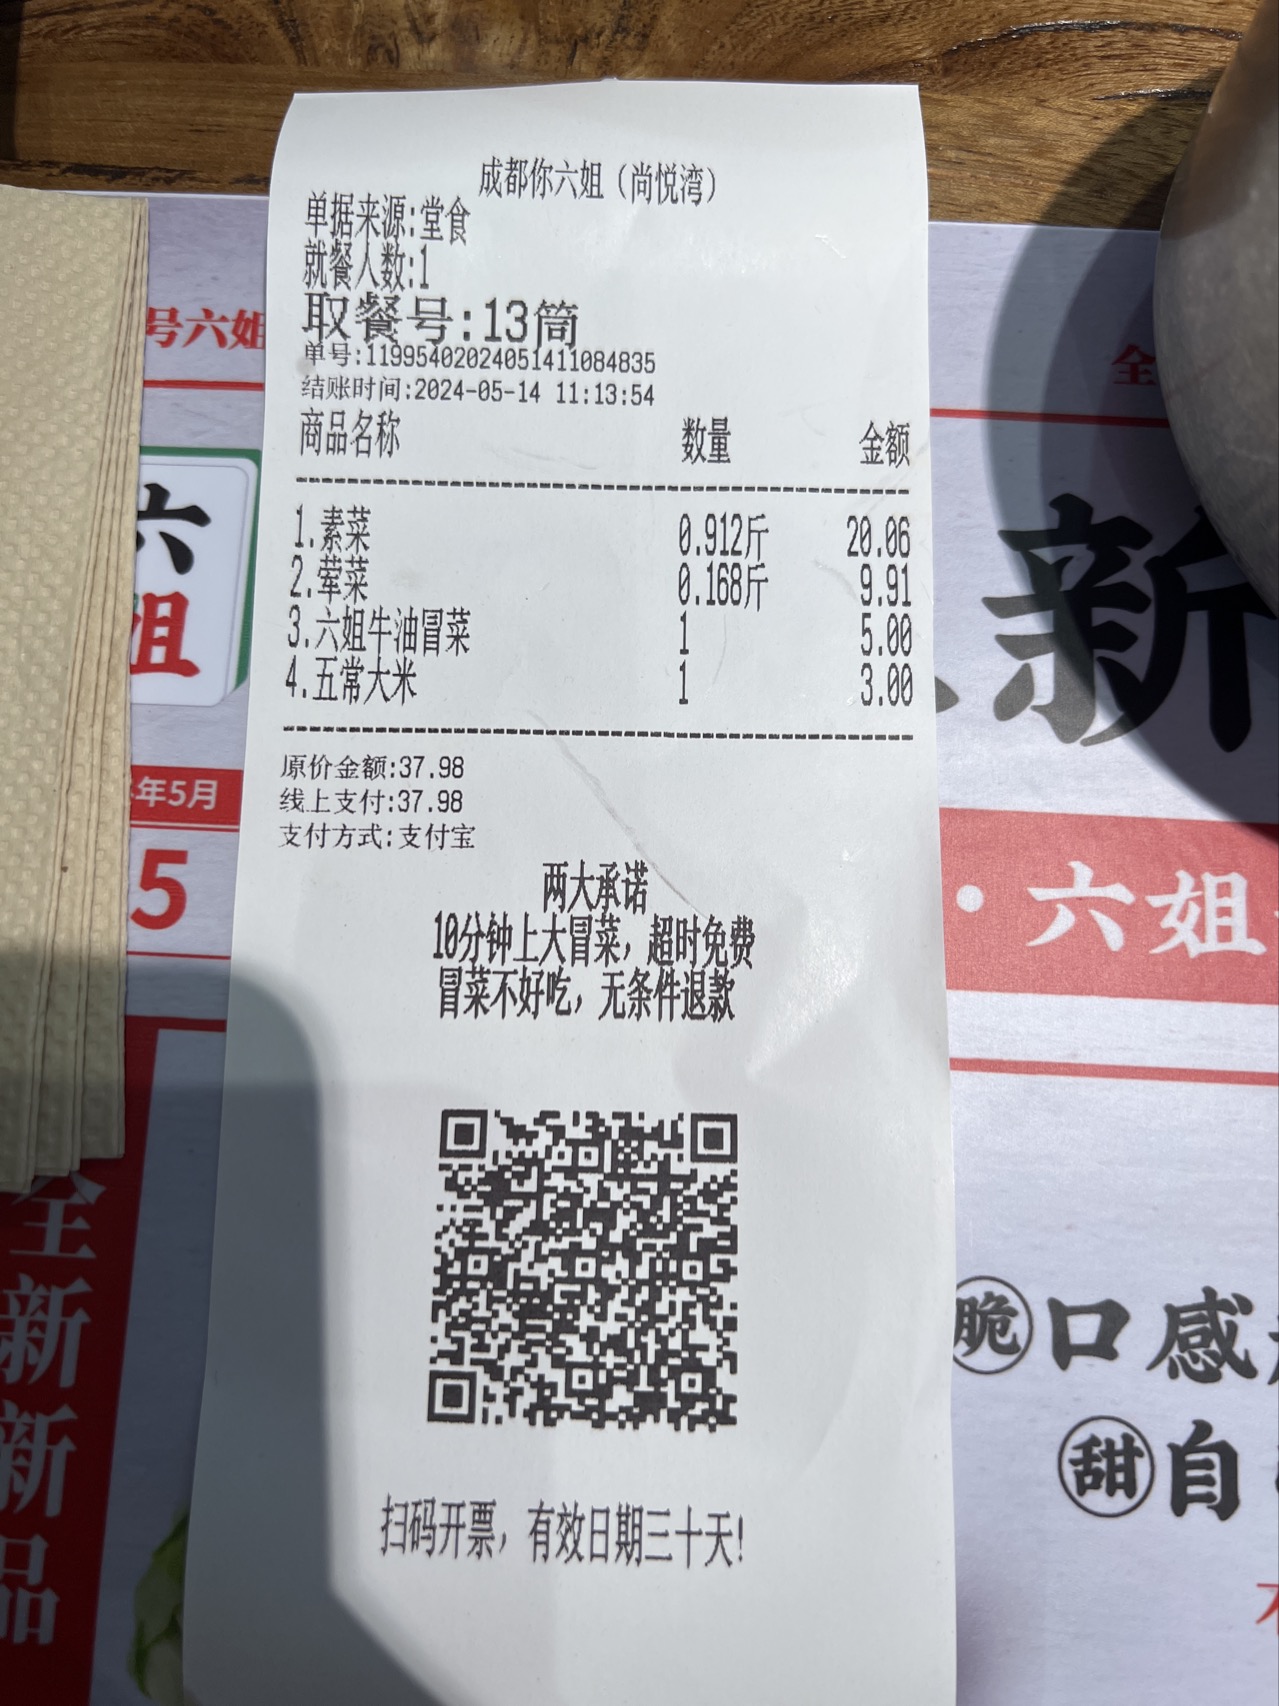 成都你六姐（尚悦湾）
单据来源:堂食
就餐人数:1
取餐号:13筒
单号:11995402024051411084835
结账时间:2024-05-14 11:13:54
商品名称 数量 金额
1.素菜 0.912斤 20.06
2.荤菜 0.168斤 9.91
3.六姐牛油冒菜 1 5.00
4.五常大米 1 3.00
原价金额:37.98
线上支付:37.98
支付方式:支付宝
两大承诺
10分钟上大冒菜，超时免费
冒菜不好吃，无条件退款
扫码开票，有效日期三十天!
号六姐
六
姐
年5月
5
全新新品
全
新
·六姐
脆 口感
甜 自